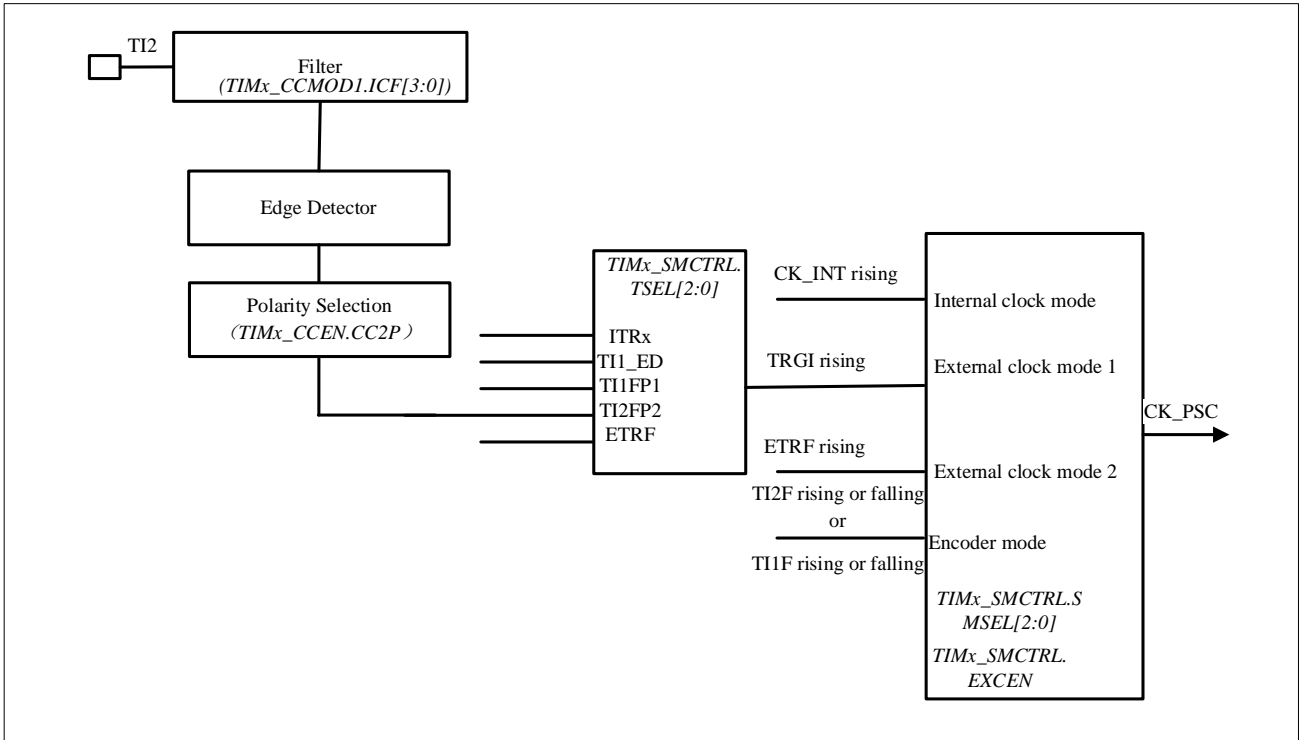 TI2
Filter
(TIMx_CCMOD1.ICF[3:0])
Edge Detector
Polarity Selection
(TIMx_CCEN.CC2P)
TIMx_SMCTRL.
TSEL[2:0]
ITRx
TI1_ED
TI1FP1
TI2FP2
ETRF
CK_INT rising
TRGI rising
ETRF rising
TI2F rising or falling
or
TI1F rising or falling
Internal clock mode
External clock mode 1
External clock mode 2
Encoder mode
TIMx_SMCTRL.S
MSEL[2:0]
TIMx_SMCTRL.
EXCEN
CK_PSC